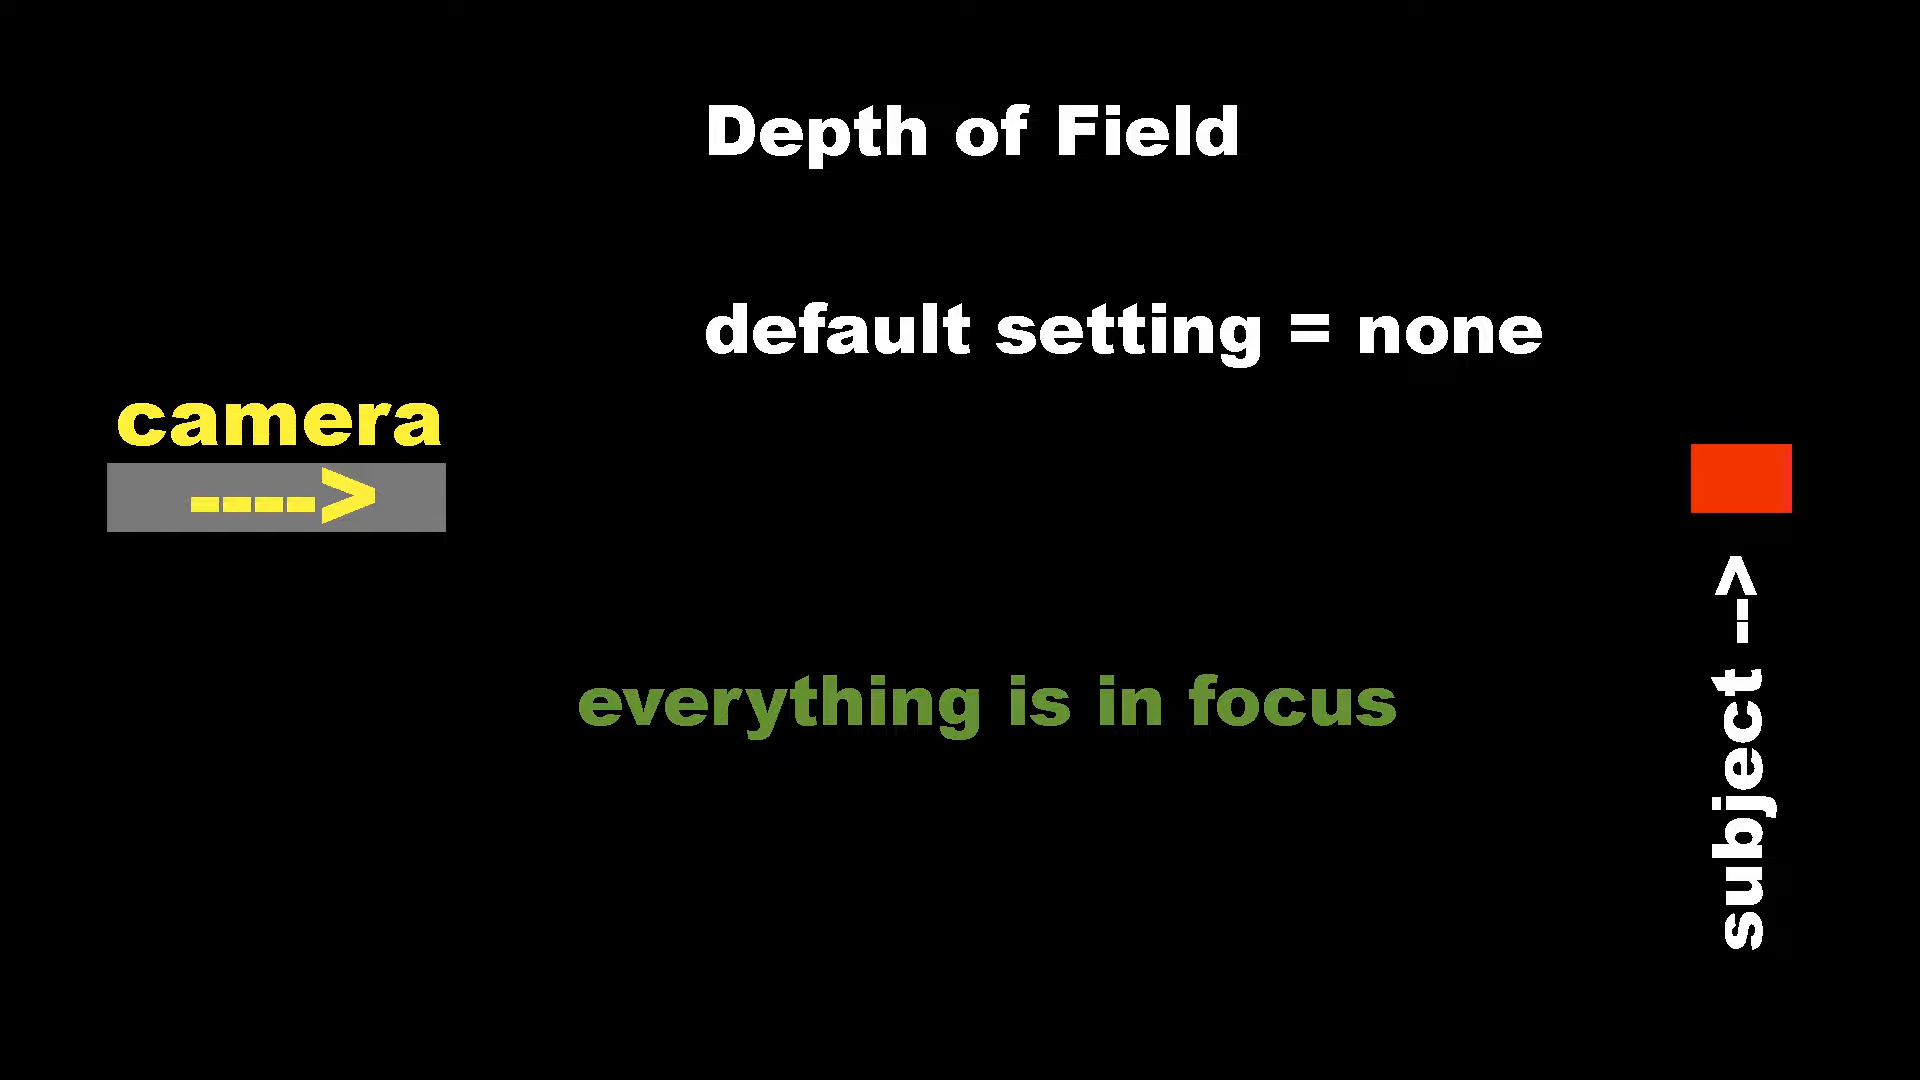 Depth of Field
default setting = none
camera
---->
everything is in focus
subject -->